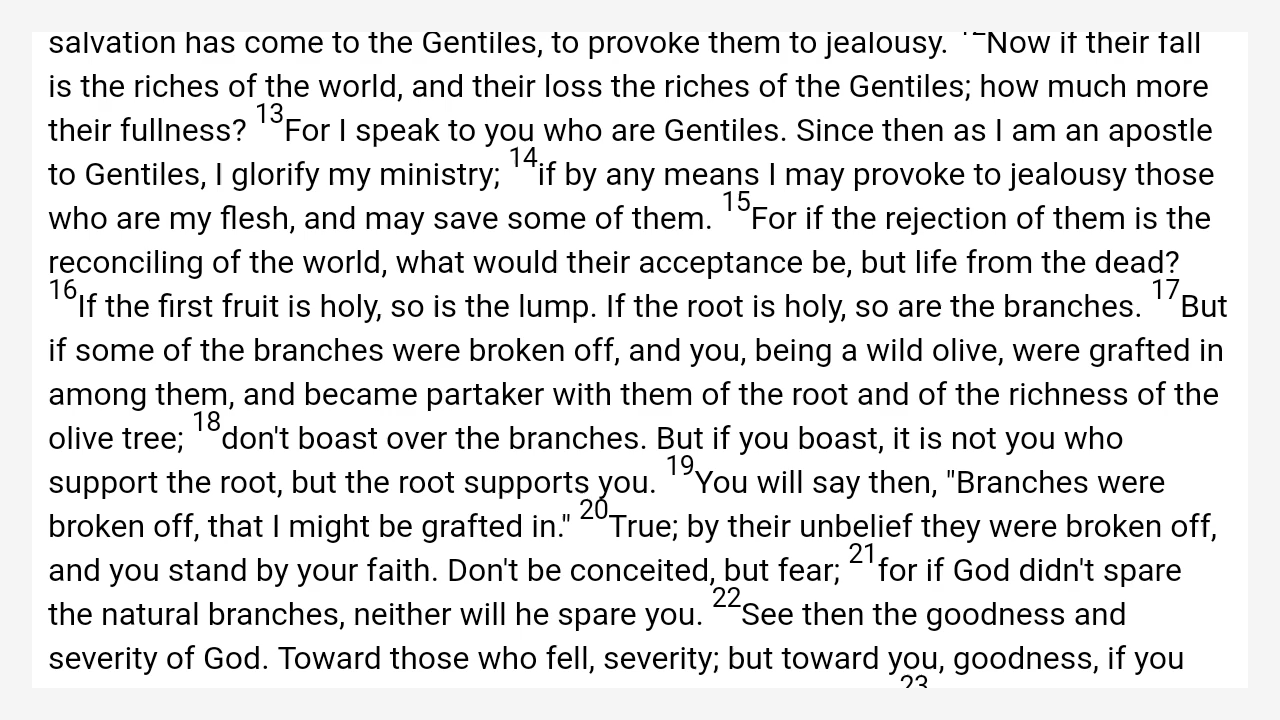 salvation has come to the Gentiles, to provoke them to jealousy. 12Now if their fall
is the riches of the world, and their loss the riches of the Gentiles; how much more
their fullness? 13For I speak to you who are Gentiles. Since then as I am an apostle
to Gentiles, I glorify my ministry; 14if by any means I may provoke to jealousy those
who are my flesh, and may save some of them. 15For if the rejection of them is the
reconciling of the world, what would their acceptance be, but life from the dead?
16If the first fruit is holy, so is the lump. If the root is holy, so are the branches. 17But
if some of the branches were broken off, and you, being a wild olive, were grafted in
among them, and became partaker with them of the root and of the richness of the
olive tree; 18don't boast over the branches. But if you boast, it is not you who
support the root, but the root supports you. 19You will say then, "Branches were
broken off, that I might be grafted in." 20True; by their unbelief they were broken off,
and you stand by your faith. Don't be conceited, but fear; 21for if God didn't spare
the natural branches, neither will he spare you. 22See then the goodness and
severity of God. Toward those who fell, severity; but toward you, goodness, if you
23